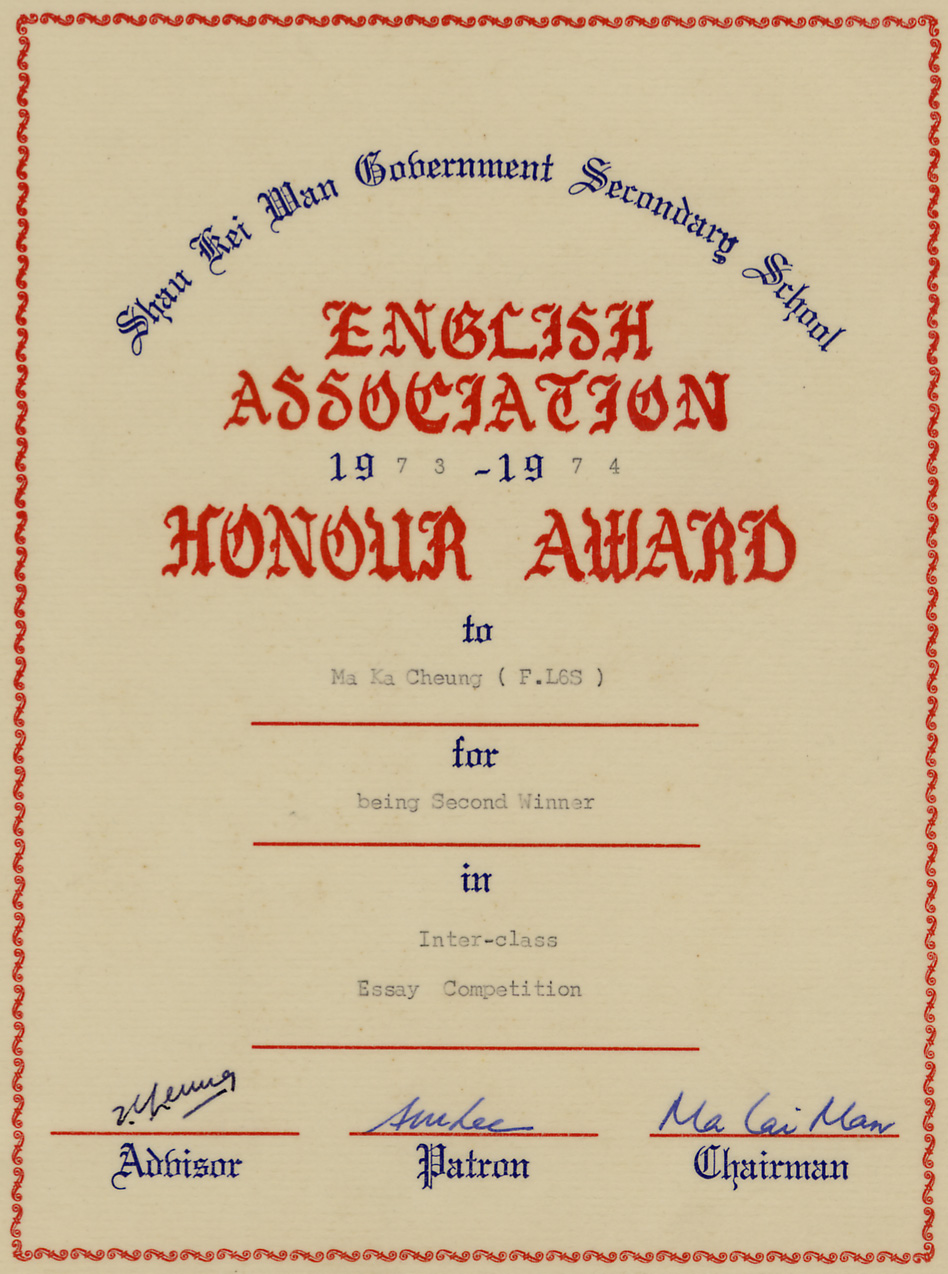 Shau Kei Wan Government Secondary School
ENGLISH
ASSOCIATION
1973-1974
HONOUR AWARD
to
Ma Ka Cheung ( F.L6S )
for
being Second Winner
in
Inter-class
Essay Competition
Ma Lai Man
Advisor Patron Chairman